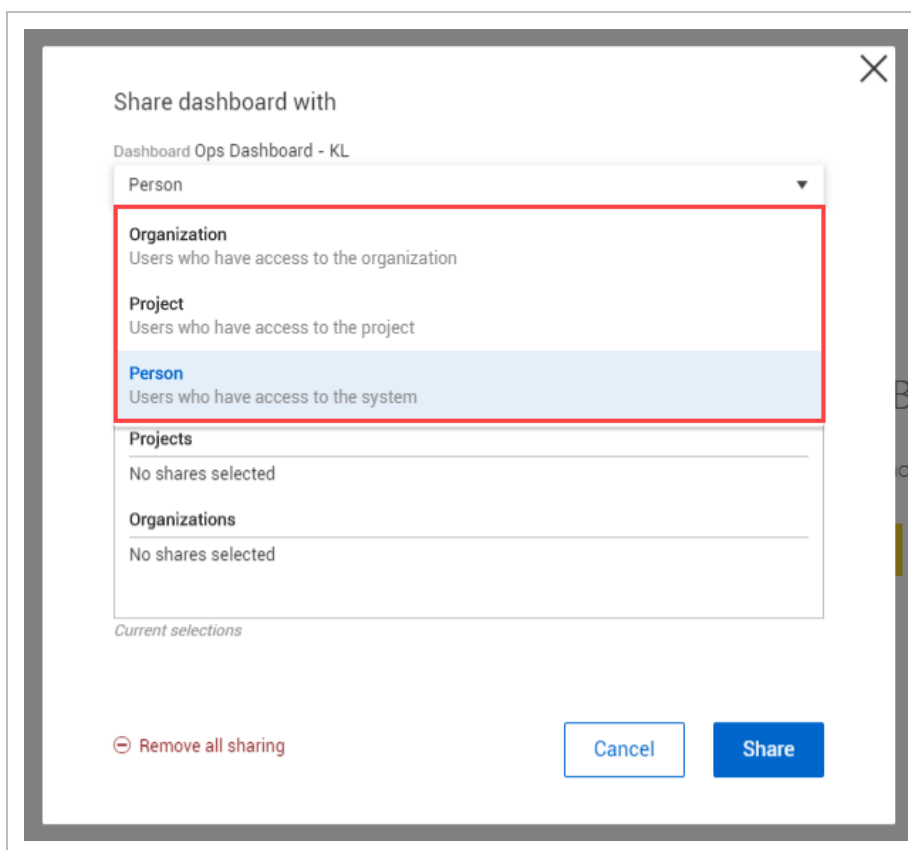 Share dashboard with
Dashboard Ops Dashboard - KL
Person
Organization
Users who have access to the organization
Project
Users who have access to the project
Person
Users who have access to the system
Projects
No shares selected
Organizations
No shares selected
Current selections
Remove all sharing
Cancel
Share